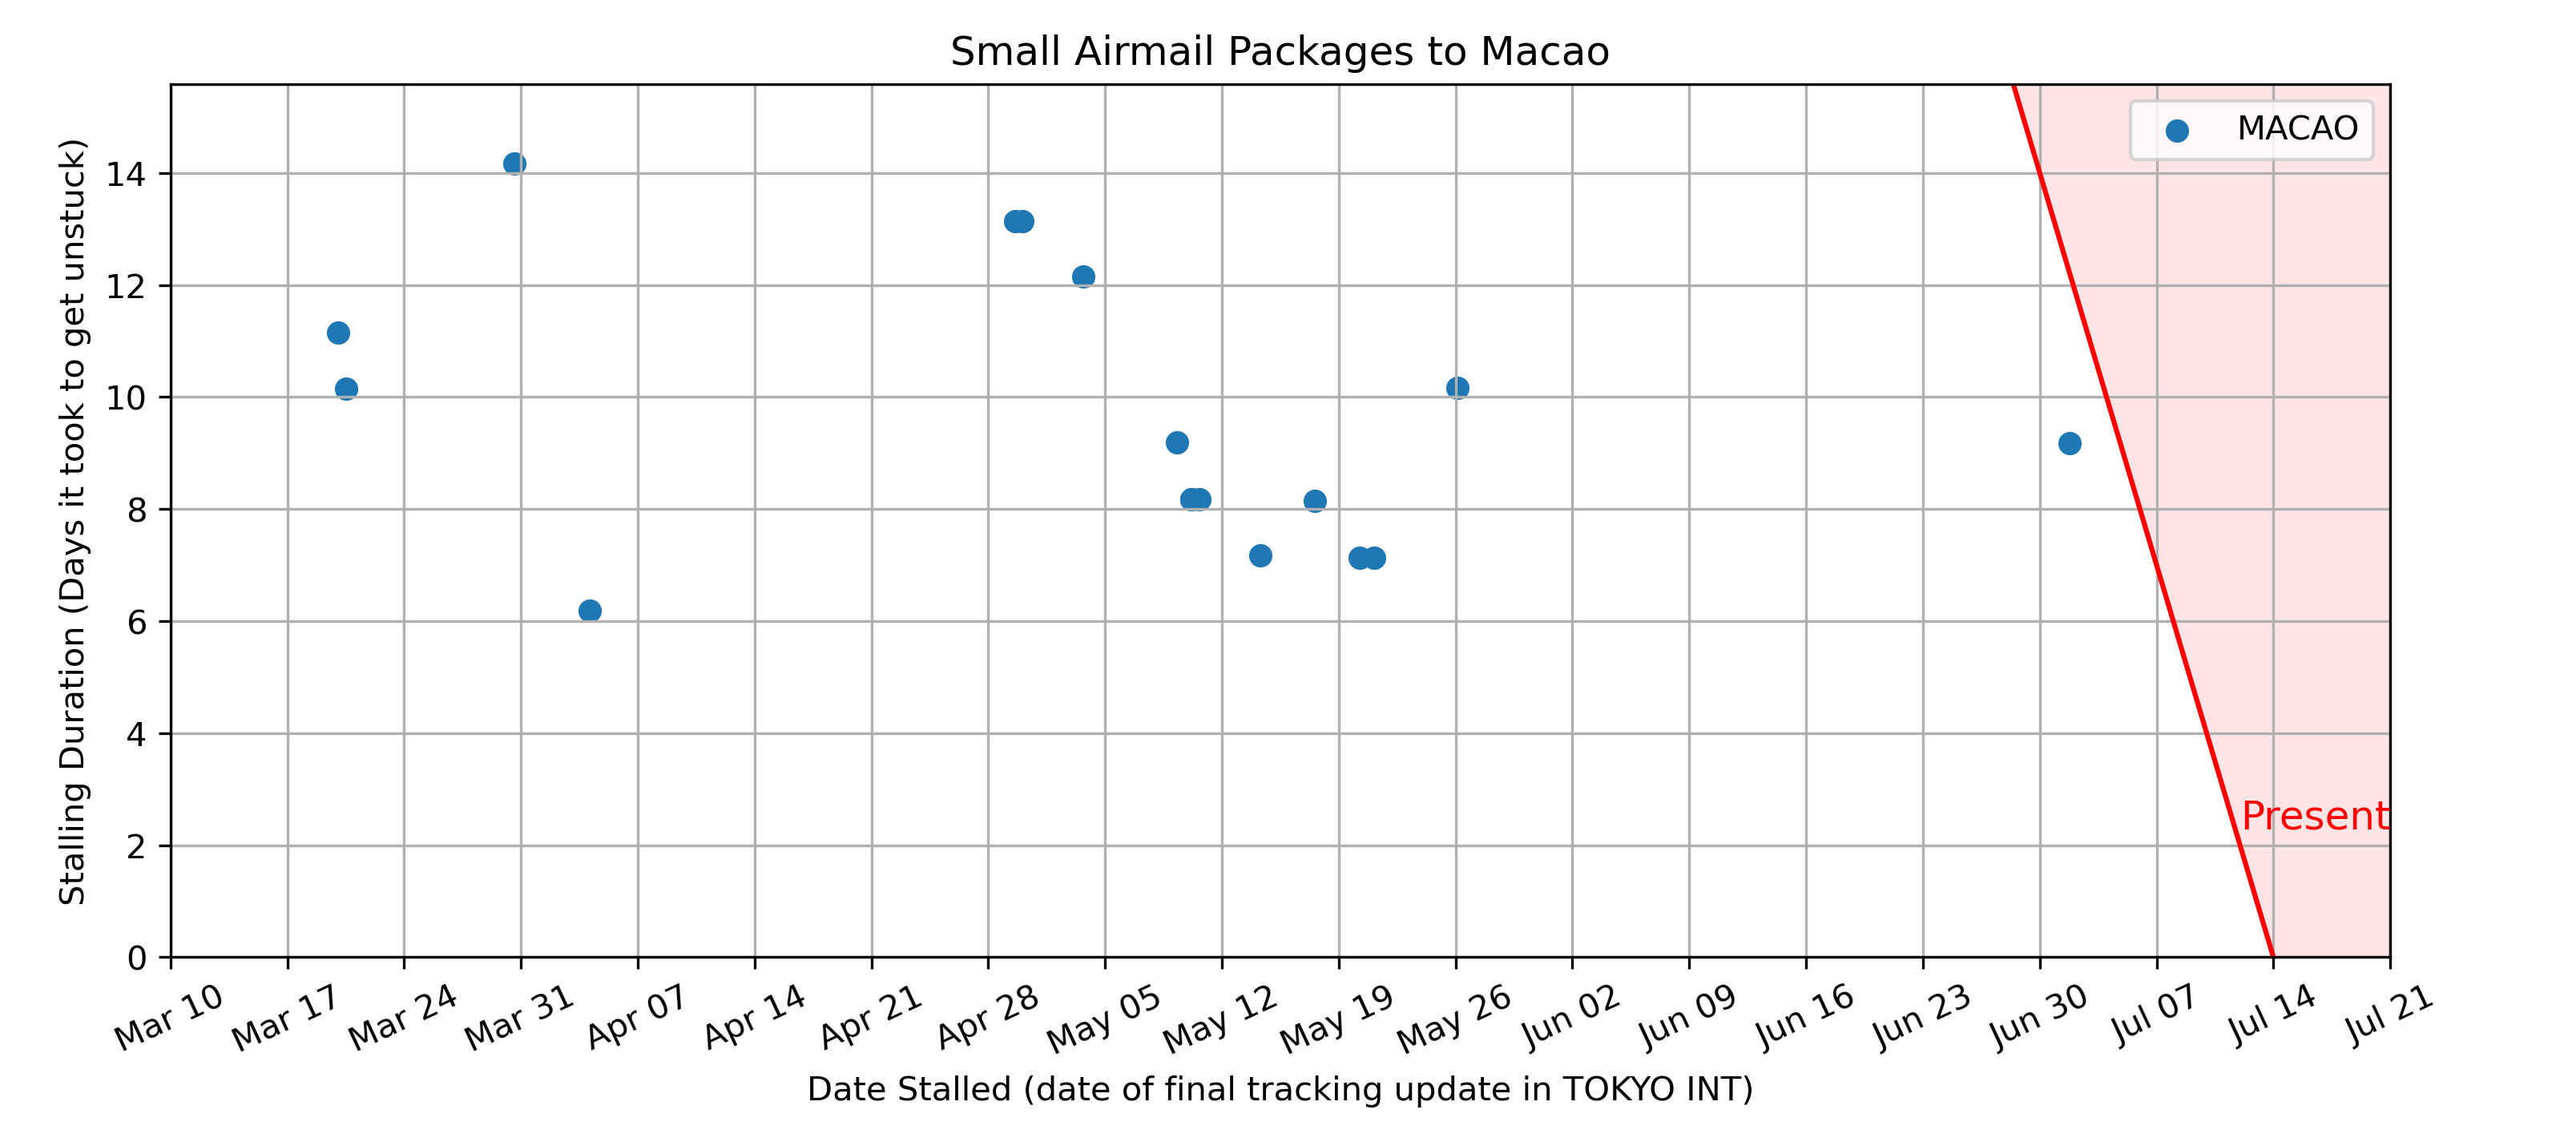 Small Airmail Packages to Macao
MACAO
Stalling Duration (Days it took to get unstuck)
14
12
10
8
6
4
2
0
Present
Mar 10
Mar 17
Mar 24
Mar 31
Apr 07
Apr 14
Apr 21
Apr 28
May 05
May 12
May 19
May 26
Jun 02
Jun 09
Jun 16
Jun 23
Jun 30
Jul 07
Jul 14
Jul 21
Date Stalled (date of final tracking update in TOKYO INT)